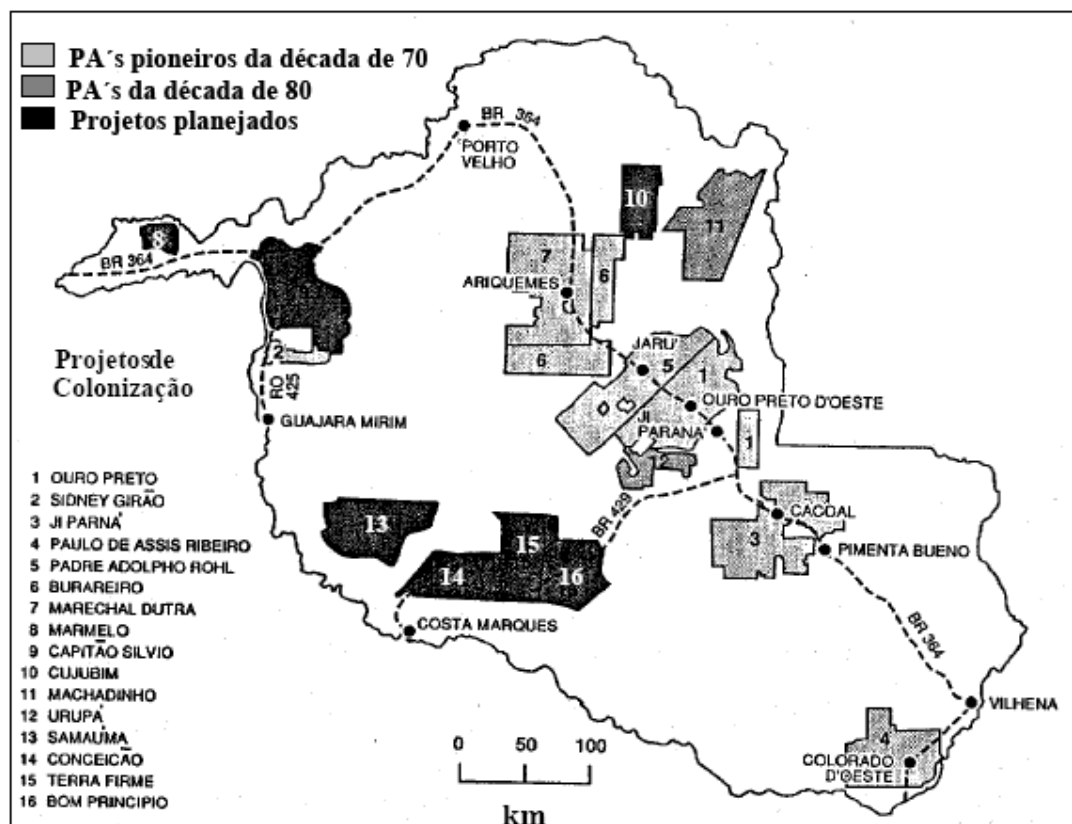 PA´s pioneiros da década de 70
PA´s da década de 80
Projetos planejados
BR 364
PORTO
VELHO
10
11
8
BR 364
7
6
ARIQUEMES
6
JARU
5
1
2
Projetos de
Colonização
RO
425
OURO PRETO D'OESTE
JI
PARANA
GUAJARA MIRIM
1
12
BR 429
CACOAL
3
PIMENTA BUENO
13
15
14
16
COSTA MARQUES
BR 364
VILHENA
4
COLORADO
D'OESTE
1 OURO PRETO
2 SIDNEY GIRÃO
3 JI PARNÁ
4 PAULO DE ASSIS RIBEIRO
5 PADRE ADOLPHO ROHL
6 BURAREIRO
7 MARECHAL DUTRA
8 MARMELO
9 CAPITÃO SILVIO
10 CUJUBIM
11 MACHADINHO
12 URUPÁ
13 SAMAUMA
14 CONCEICÃO
15 TERRA FIRME
16 BOM PRINCIPIO
0 50 100
km